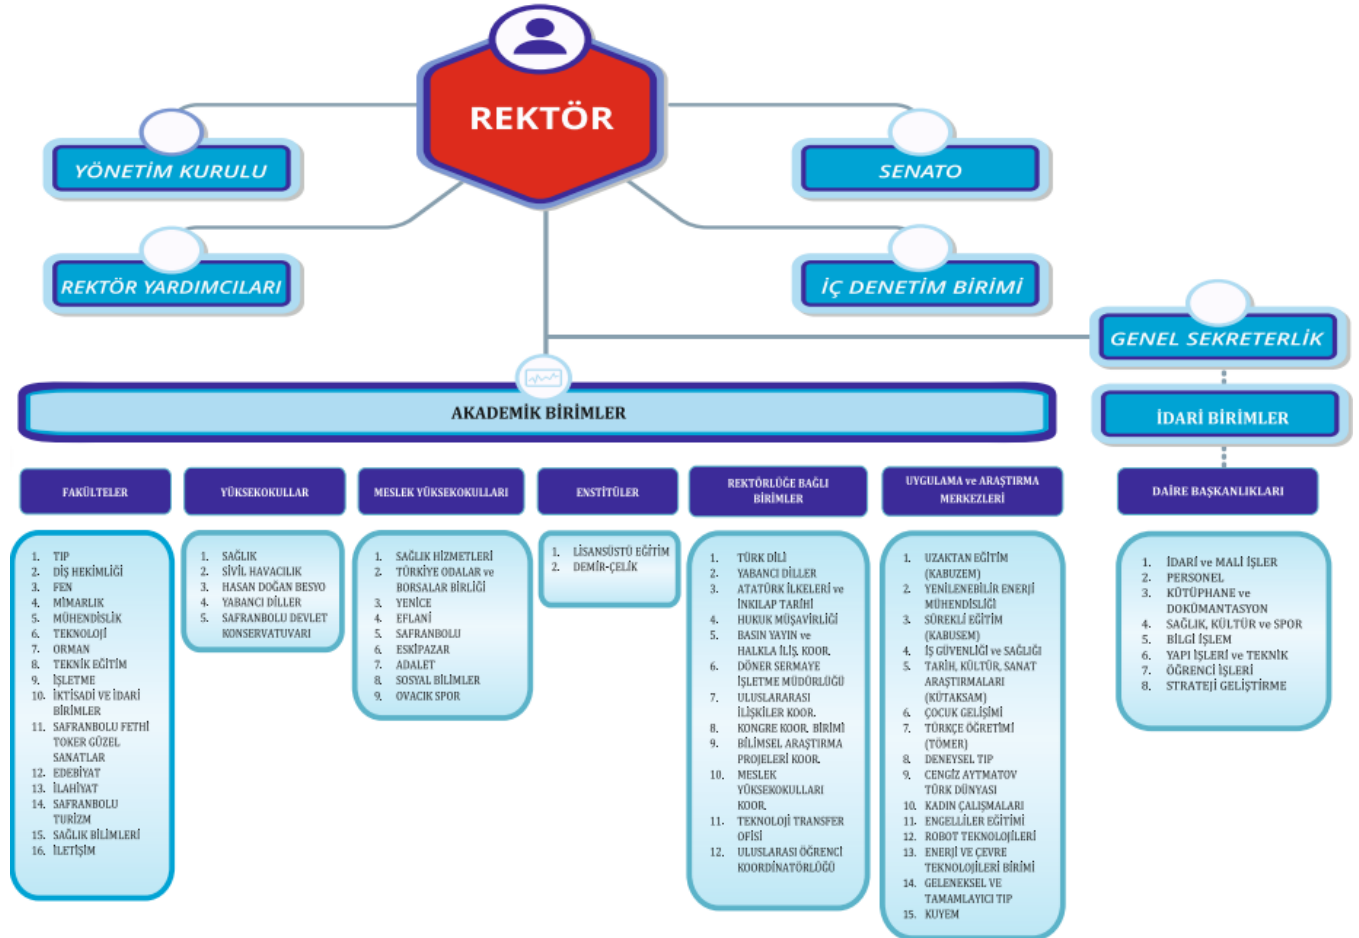 REKTÖR
YÖNETİM KURULU
SENATO
REKTÖR YARDIMCILARI
İÇ DENETİM BİRİMİ
GENEL SEKRETERLİK
AKADEMİK BİRİMLER
İDARİ BİRİMLER
FAKÜLTELER
1. TIP
2. DİŞ HEKİMLİĞİ
3. FEN
4. MİMARLIK
5. MÜHENDİSLİK
6. TEKNOLOJİ
7. ORMAN
8. TEKNİK EĞİTİM
9. İŞLETME
10. İKTİSADİ VE İDARİ
BİRİMLER
11. SAFRANBOLU FETHİ
TOKER GÜZEL
SANATLAR
12. EDEBİYAT
13. İLAHİYAT
14. SAFRANBOLU
TURİZM
15. SAĞLIK BİLİMLERİ
16. İLETİŞİM
YÜKSEKOKULLAR
1. SAĞLIK
2. SİVİL HAVACILIK
3. HASAN DOĞAN BESYO
4. YABANCI DİLLER
5. SAFRANBOLU DEVLET
KONSERVATUVARI
MESLEK YÜKSEKOKULLARI
1. SAĞLIK HİZMETLERİ
2. TÜRKİYE ODALAR ve
BORSALAR BİRLİĞİ
3. YENİCE
4. EFLANİ
5. SAFRANBOLU
6. ESKİPAZAR
7. ADALET
8. SOSYAL BİLİMLER
9. OVACIK SPOR
ENSTİTÜLER
1. LİSANSÜSTÜ EĞİTİM
2. DEMİR-ÇELİK
REKTÖRLÜĞE BAĞLI
BİRİMLER
1. TÜRK DİLİ
2. YABANCI DİLLER
3. ATATÜRK İLKELERİ ve
İNKILAP TARİHİ
4. HUKUK MÜŞAVİRLİĞİ
5. BASIN YAYIN ve
HALKLA İLİŞ. KOOR.
6. DÖNER SERMAYE
İŞLETME MÜDÜRLÜĞÜ
7. ULUSLARARASI
İLİŞKİLER KOOR.
8. KONGRE KOOR. BİRİMİ
9. BİLİMSEL ARAŞTIRMA
PROJELERİ KOOR.
10. MESLEK
YÜKSEKOKULLARI
KOOR.
11. TEKNOLOJİ TRANSFER
OFİSİ
12. ULUSLARASI ÖĞRENCİ
KOORDİNATÖRLÜĞÜ
UYGULAMA ve ARAŞTIRMA
MERKEZLERİ
1. UZAKTAN EĞİTİM
(KABUZEM)
2. YENİLENEBİLİR ENERJİ
MÜHENDİSLİĞİ
3. SÜREKLİ EĞİTİM
(KABUSEM)
4. İŞ GÜVENLİĞİ ve SAĞLIĞI
5. TARİH, KÜLTÜR, SANAT
ARAŞTIRMALARI
(KÜTAKSAM)
6. ÇOCUK GELİŞİMİ
7. TÜRKÇE ÖĞRETİMİ
(TÖMER)
8. DENEYSEL TIP
9. CENGİZ AYTMATOV
TÜRK DÜNYASI
10. KADIN ÇALIŞMALARI
11. ENGELLİLER EĞİTİMİ
12. ROBOT TEKNOLOJİLERİ
13. ENERJİ VE ÇEVRE
TEKNOLOJİLERİ BİRİMİ
14. GELENEKSEL VE
TAMAMLAYICI TIP
15. KUYEM
DAİRE BAŞKANLIKLARI
1. İDARİ ve MALİ İŞLER
2. PERSONEL
3. KÜTÜPHANE ve
DOKÜMANTASYON
4. SAĞLIK, KÜLTÜR ve SPOR
5. BİLGİ İŞLEM
6. YAPI İŞLERİ ve TEKNİK
7. ÖĞRENCİ İŞLERİ
8. STRATEJİ GELİŞTİRME